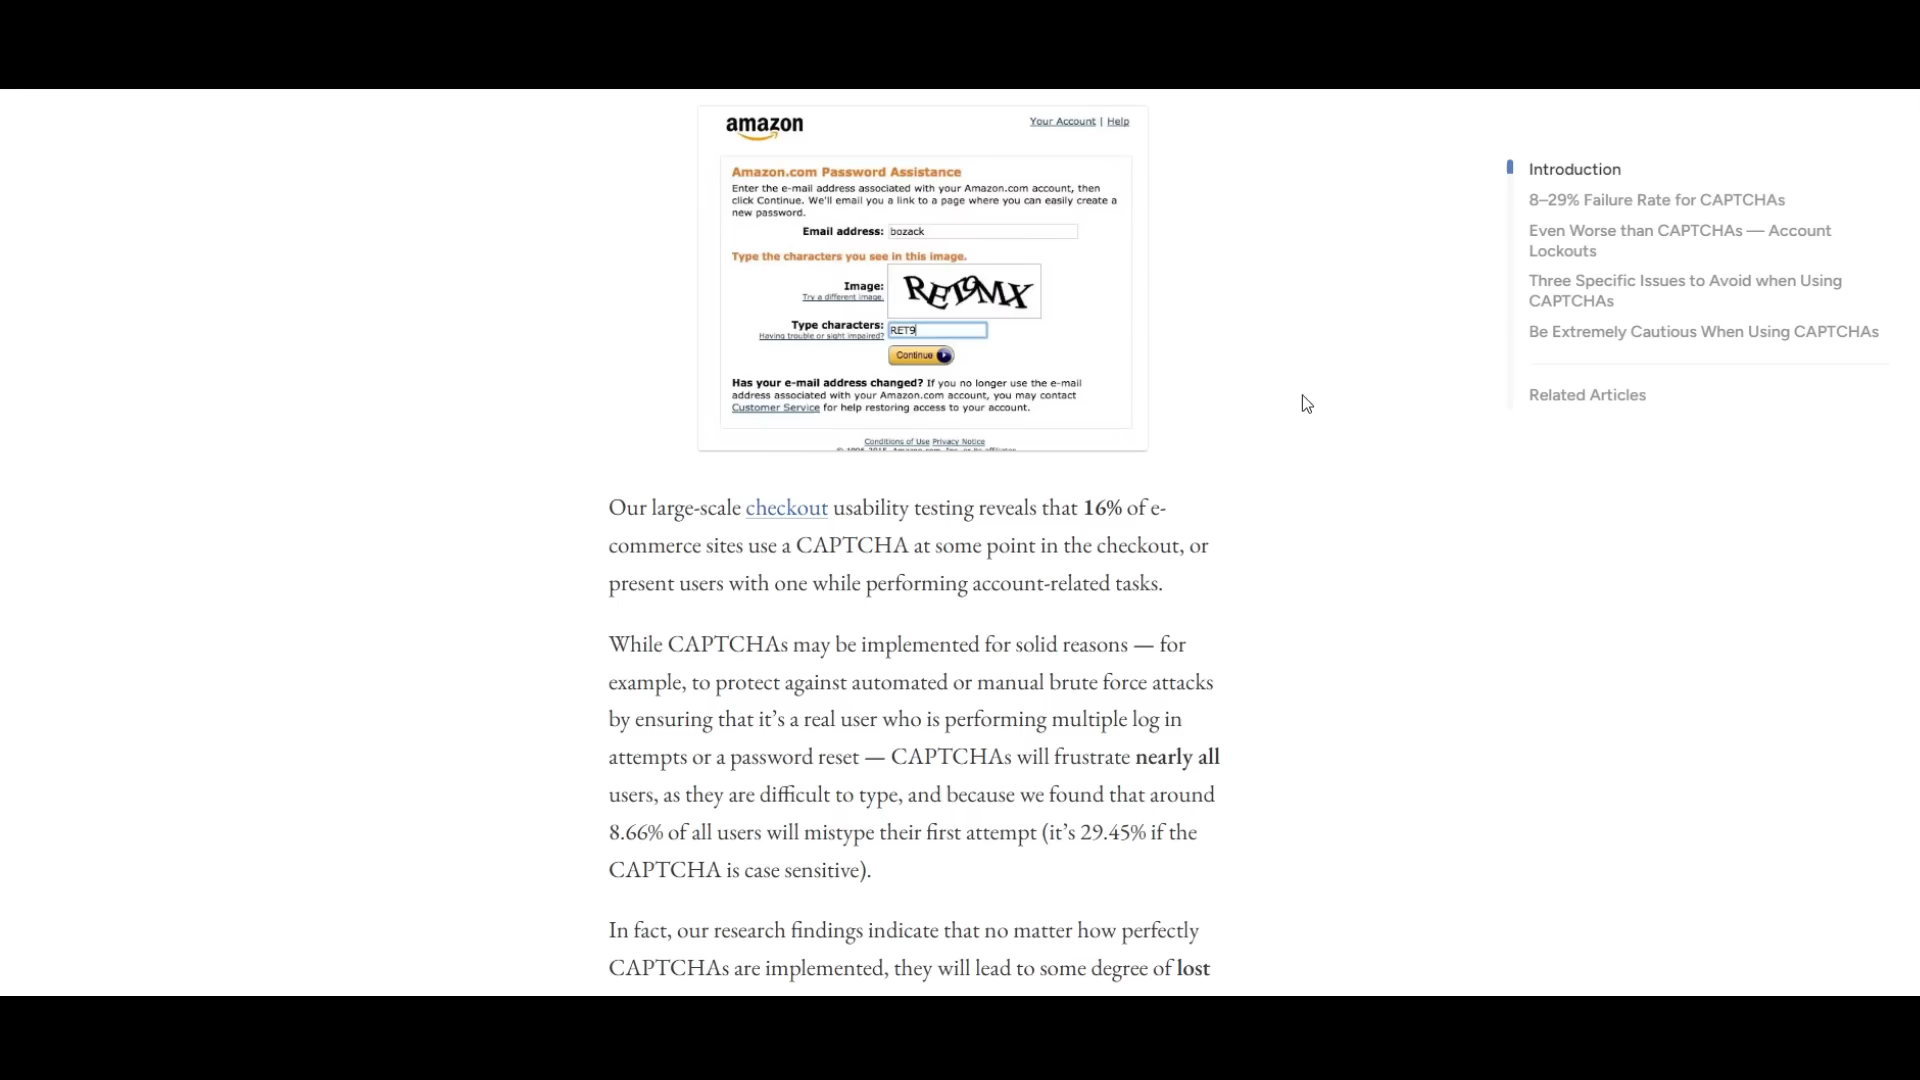 amazon
Your Account | Help
Amazon.com Password Assistance
Enter the e-mail address associated with your Amazon.com account, then
click Continue. We'll email you a link to a page where you can easily create a
new password.
Email address: bozack
Type the characters you see in this image.
Image: RET9MX
Try a different image.
Type characters: RET9
Having trouble or sight impaired?
Continue
Has your e-mail address changed? If you no longer use the e-mail
address associated with your Amazon.com account, you may contact
Customer Service for help restoring access to your account.
Conditions of Use Privacy Notice
Introduction
8–29% Failure Rate for CAPTCHAs
Even Worse than CAPTCHAs — Account
Lockouts
Three Specific Issues to Avoid when Using
CAPTCHAs
Be Extremely Cautious When Using CAPTCHAs
Related Articles
Our large-scale checkout usability testing reveals that 16% of e-
commerce sites use a CAPTCHA at some point in the checkout, or
present users with one while performing account-related tasks.
While CAPTCHAs may be implemented for solid reasons — for
example, to protect against automated or manual brute force attacks
by ensuring that it’s a real user who is performing multiple log in
attempts or a password reset — CAPTCHAs will frustrate nearly all
users, as they are difficult to type, and because we found that around
8.66% of all users will mistype their first attempt (it’s 29.45% if the
CAPTCHA is case sensitive).
In fact, our research findings indicate that no matter how perfectly
CAPTCHAs are implemented, they will lead to some degree of lost